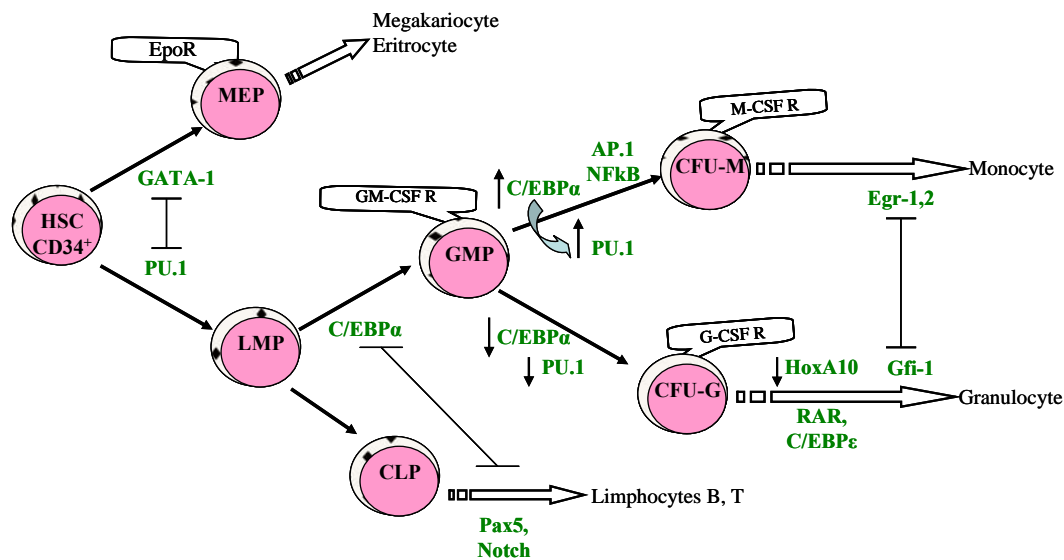 Megakariocyte
Eritrocyte
EpoR
MEP
M-CSF R
AP.1
NFkB
CFU-M
Monocyte
GATA-1
C/EBPα
Egr-1,2
GM-CSF R
HSC
CD34+
PU.1
GMP
PU.1
LMP
C/EBPα
C/EBPα
PU.1
G-CSF R
HoxA10
Gfi-1
CFU-G
Granulocyte
RAR,
C/EBPε
CLP
Limphocytes B, T
Pax5,
Notch